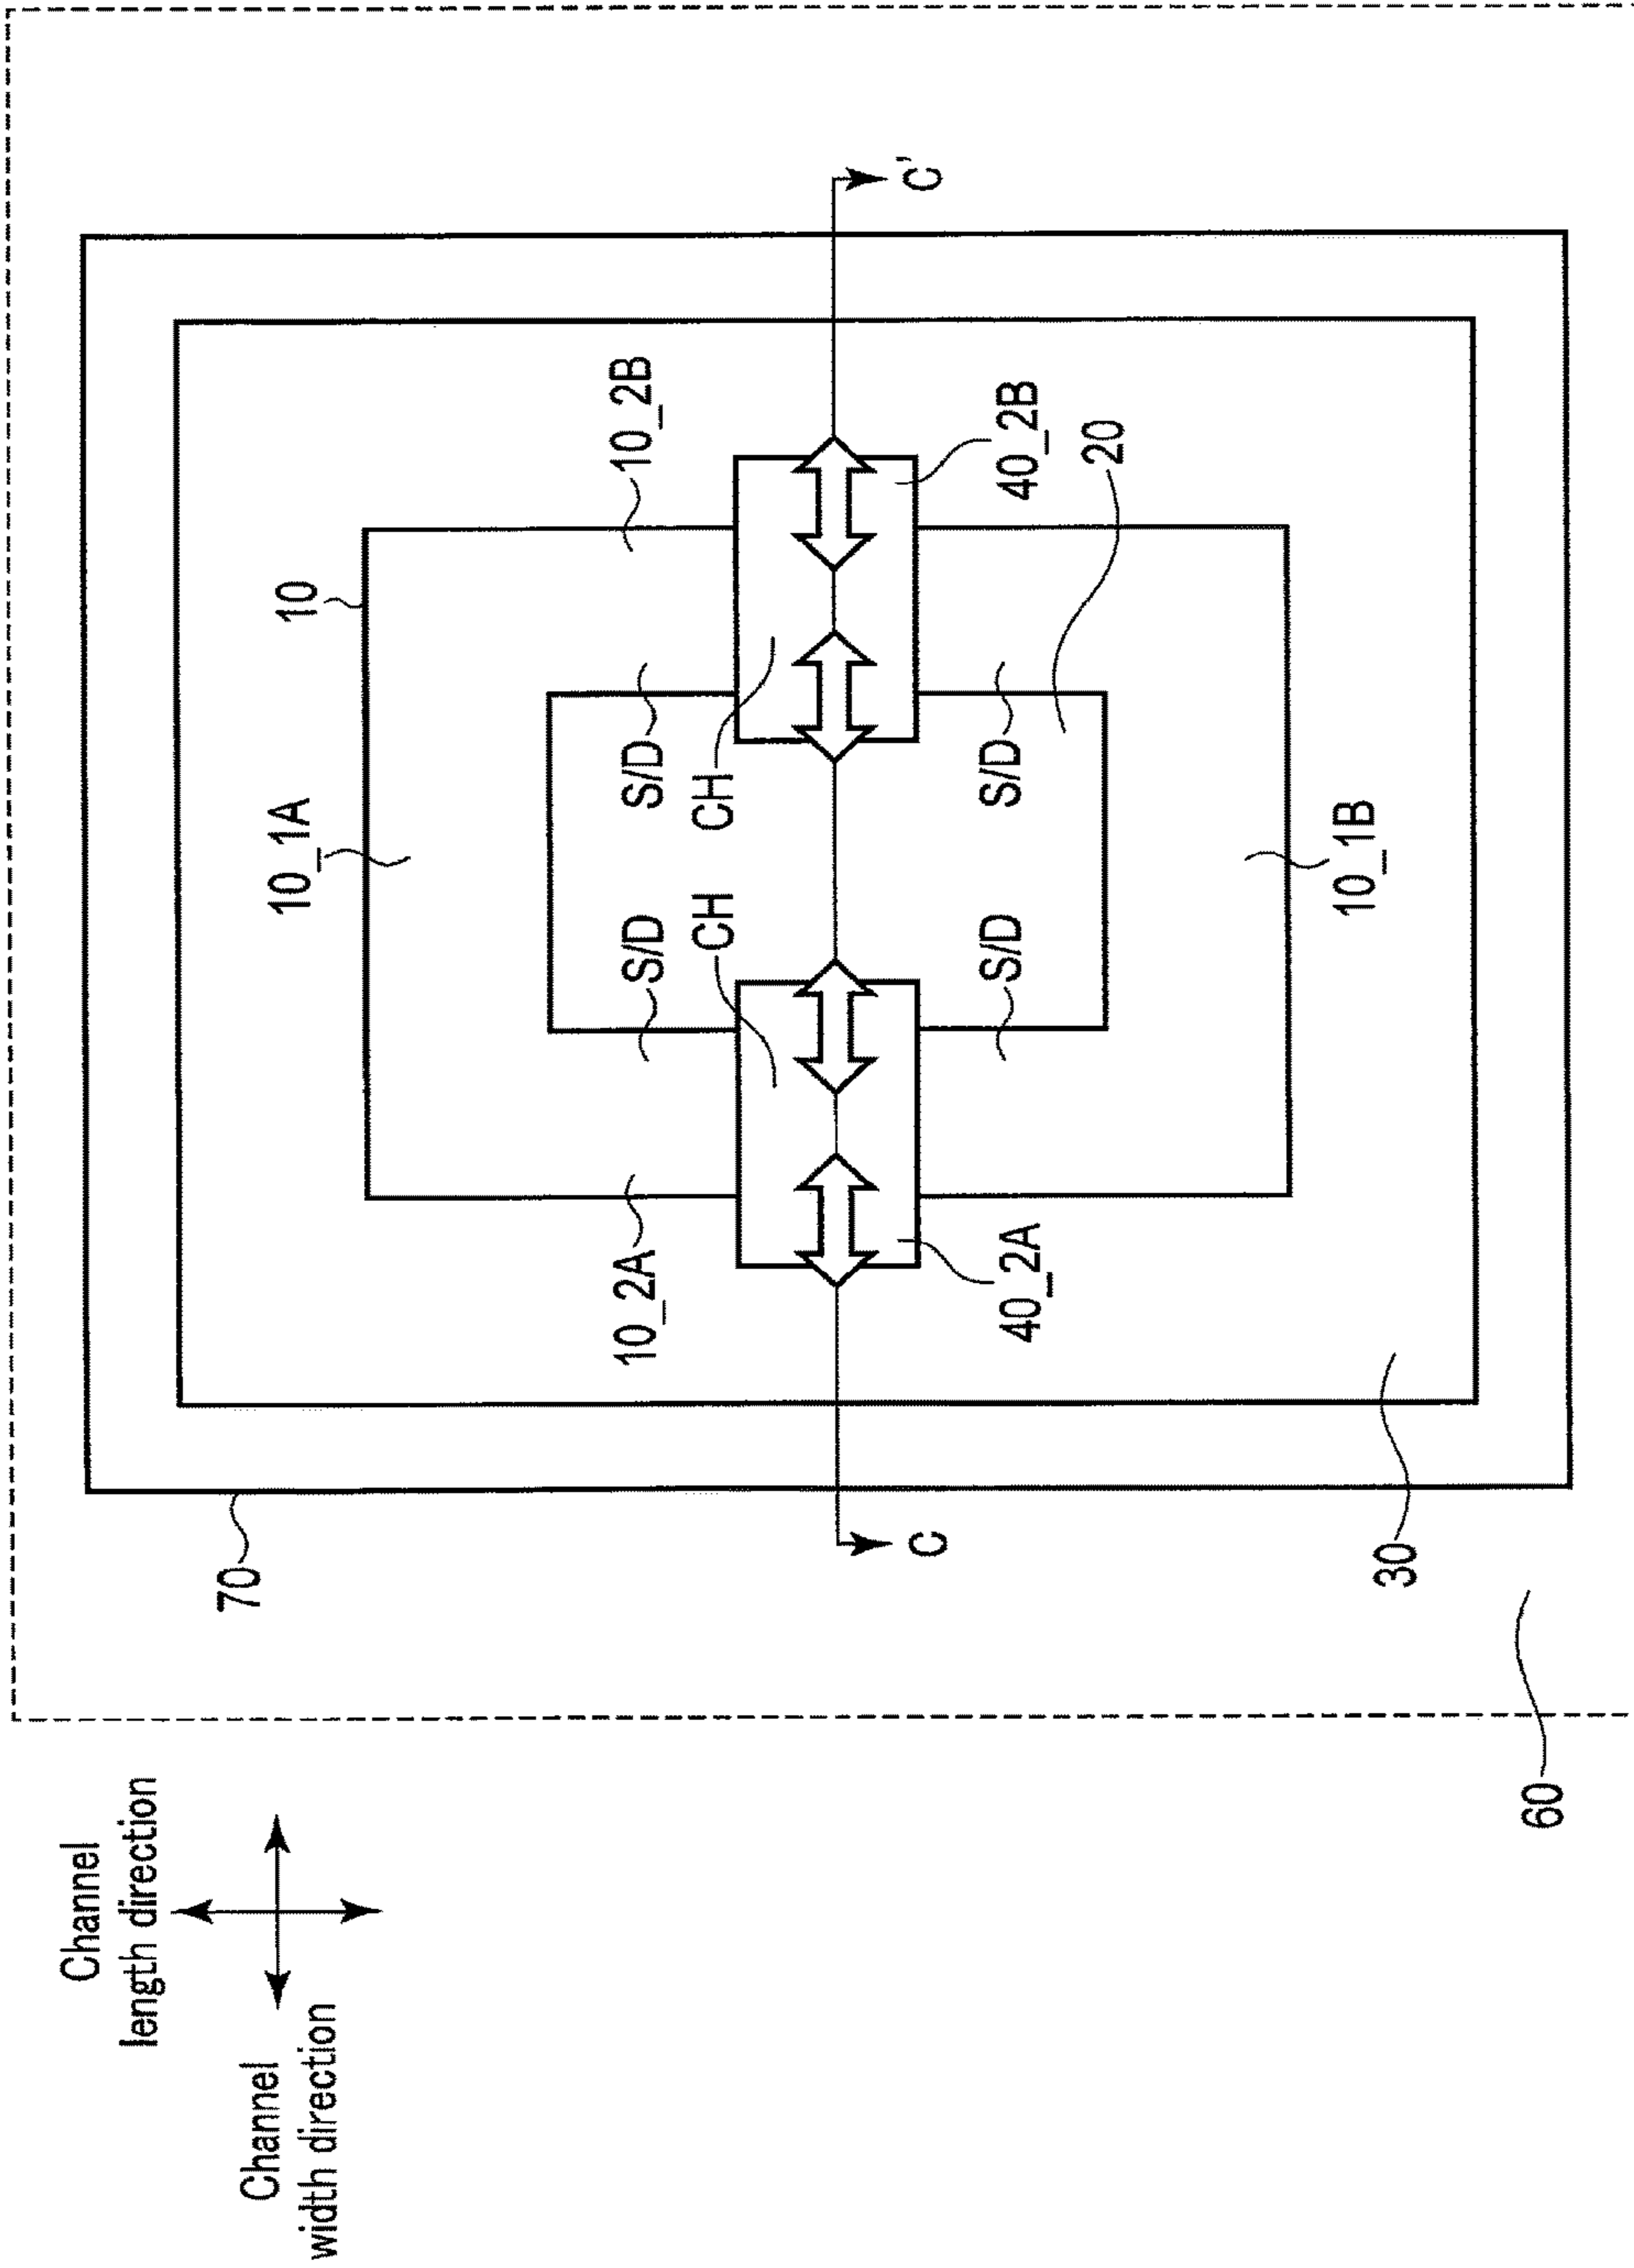 Channel
length direction
Channel
width direction
70
10_1A
10
10_2A
S/D
S/D
10_2B
CH
CH
C
C'
S/D
S/D
40_2A
40_2B
20
10_1B
30
60